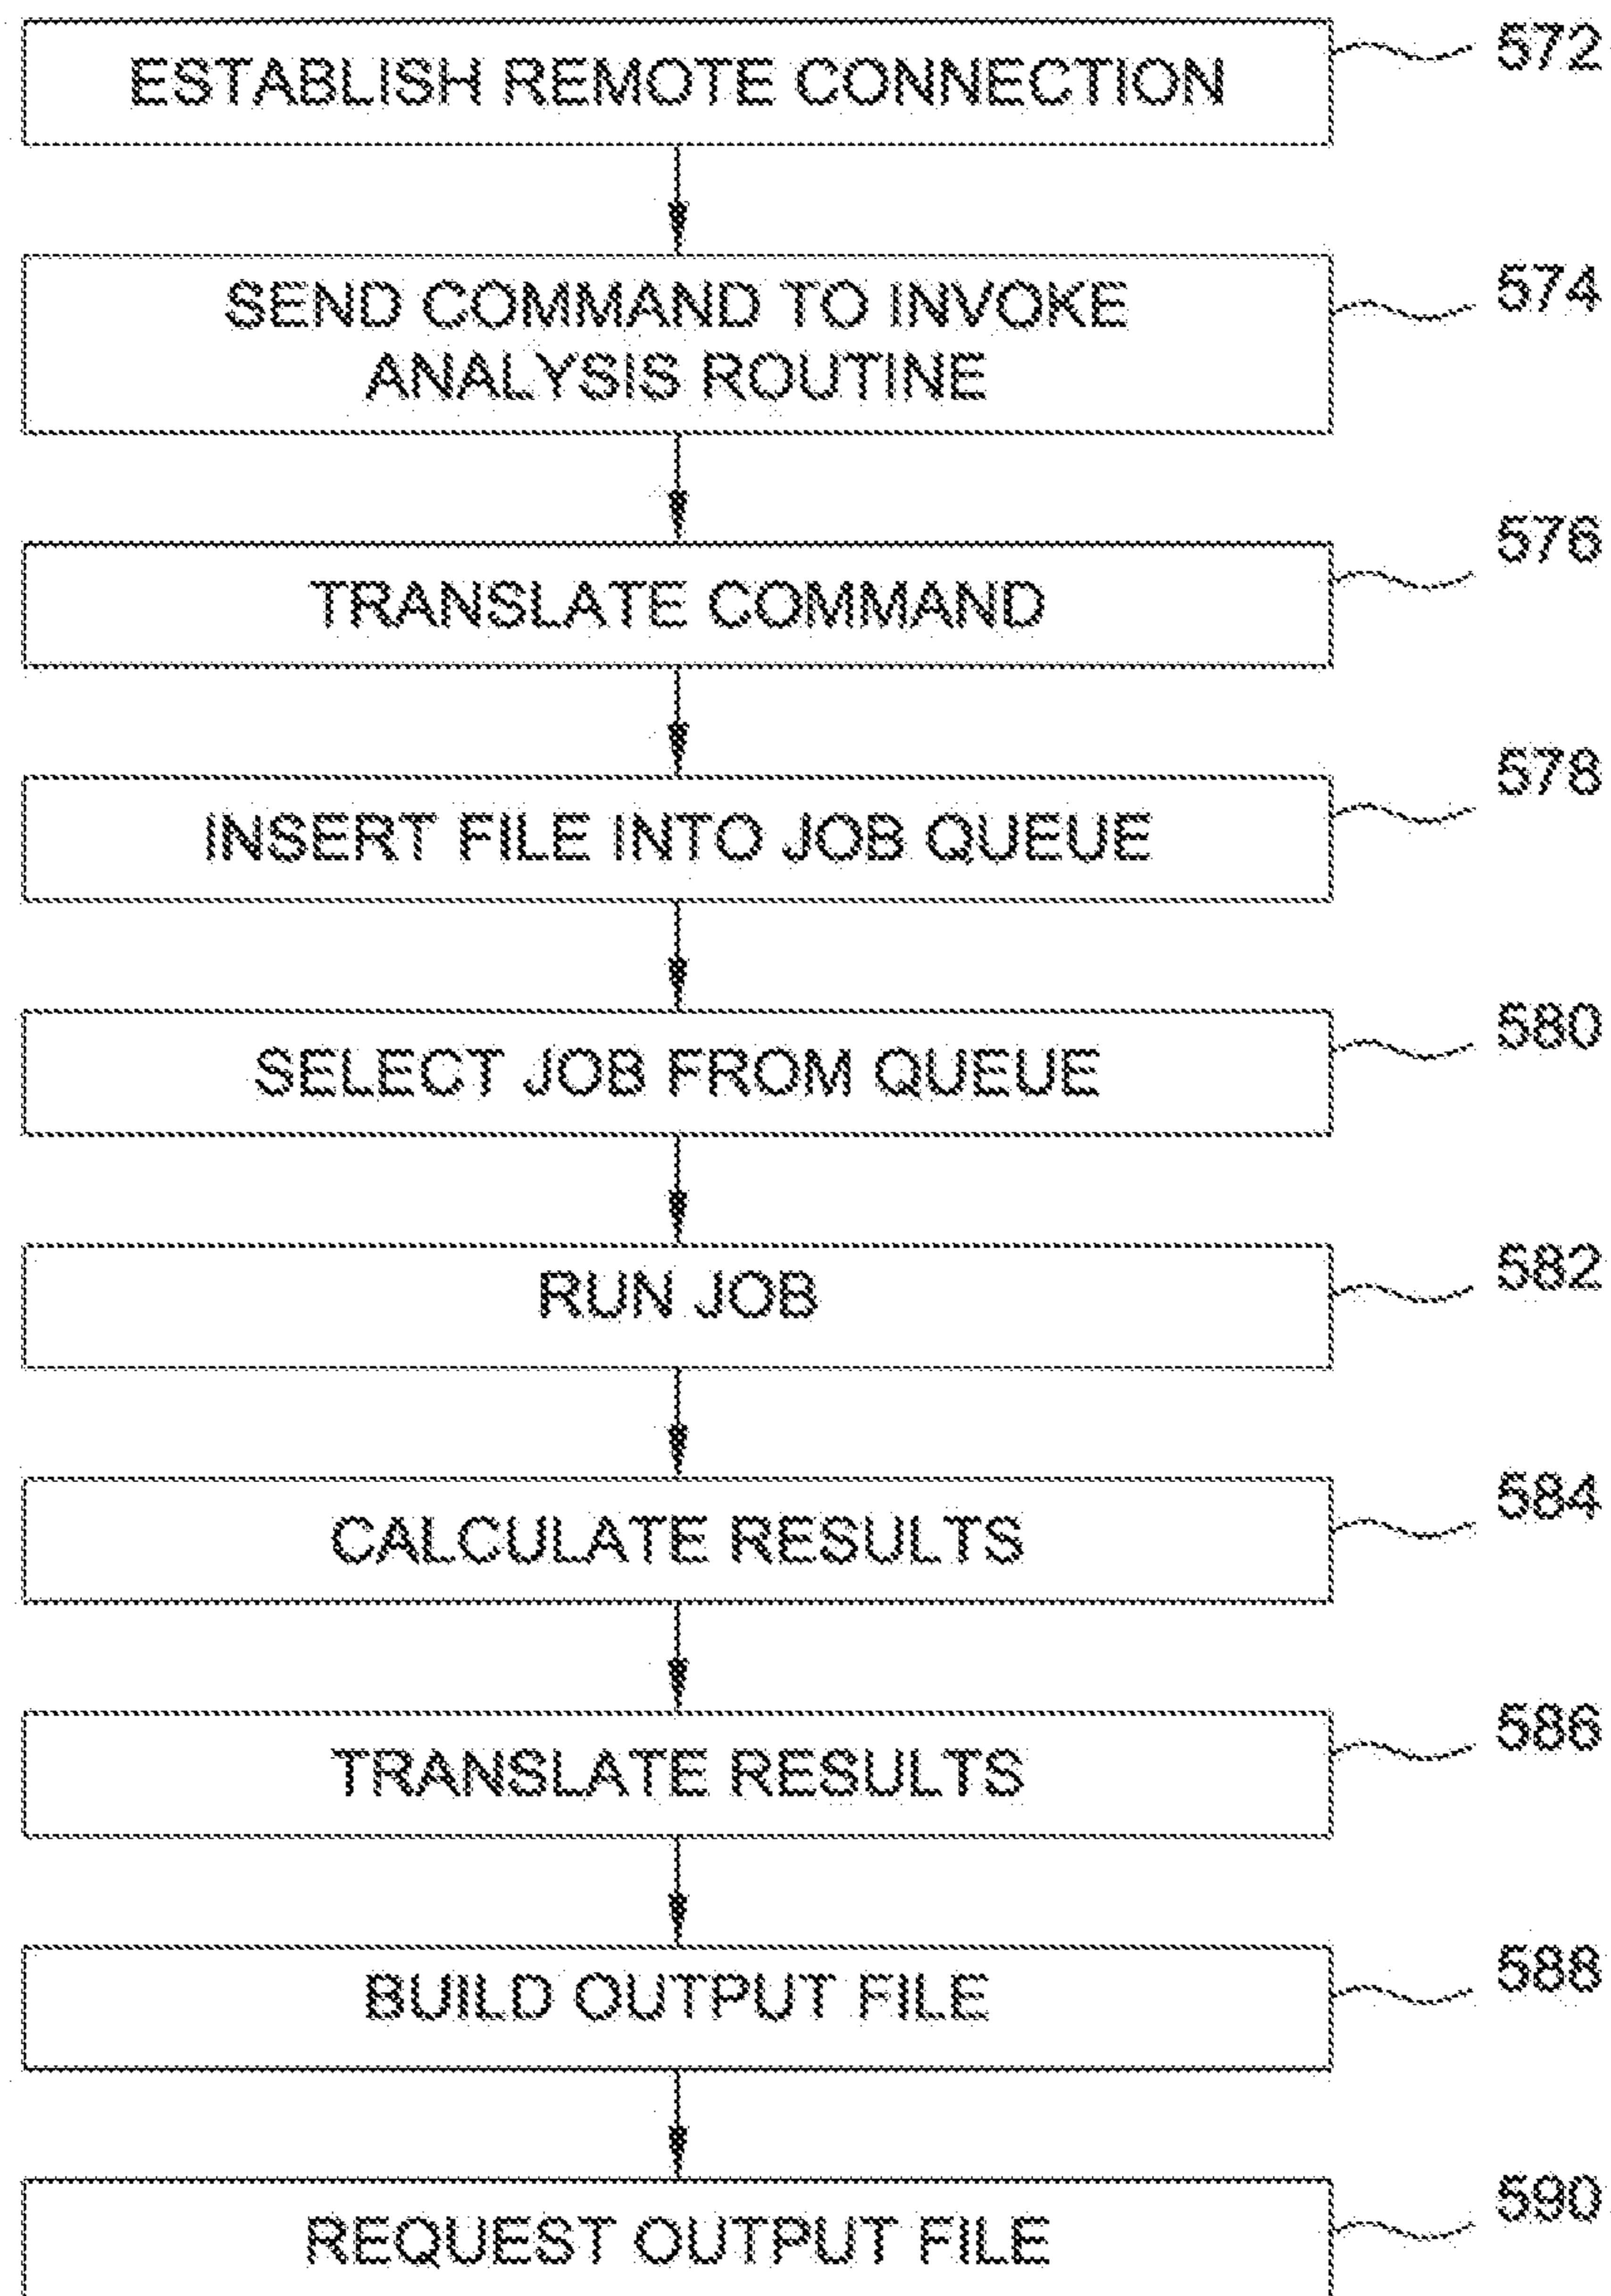 ESTABLISH REMOTE CONNECTION
572
SEND COMMAND TO INVOKE
ANALYSIS ROUTINE
574
TRANSLATE COMMAND
576
INSERT FILE INTO JOB QUEUE
578
SELECT JOB FROM QUEUE
580
RUN JOB
582
CALCULATE RESULTS
584
TRANSLATE RESULTS
586
BUILD OUTPUT FILE
588
REQUEST OUTPUT FILE
590